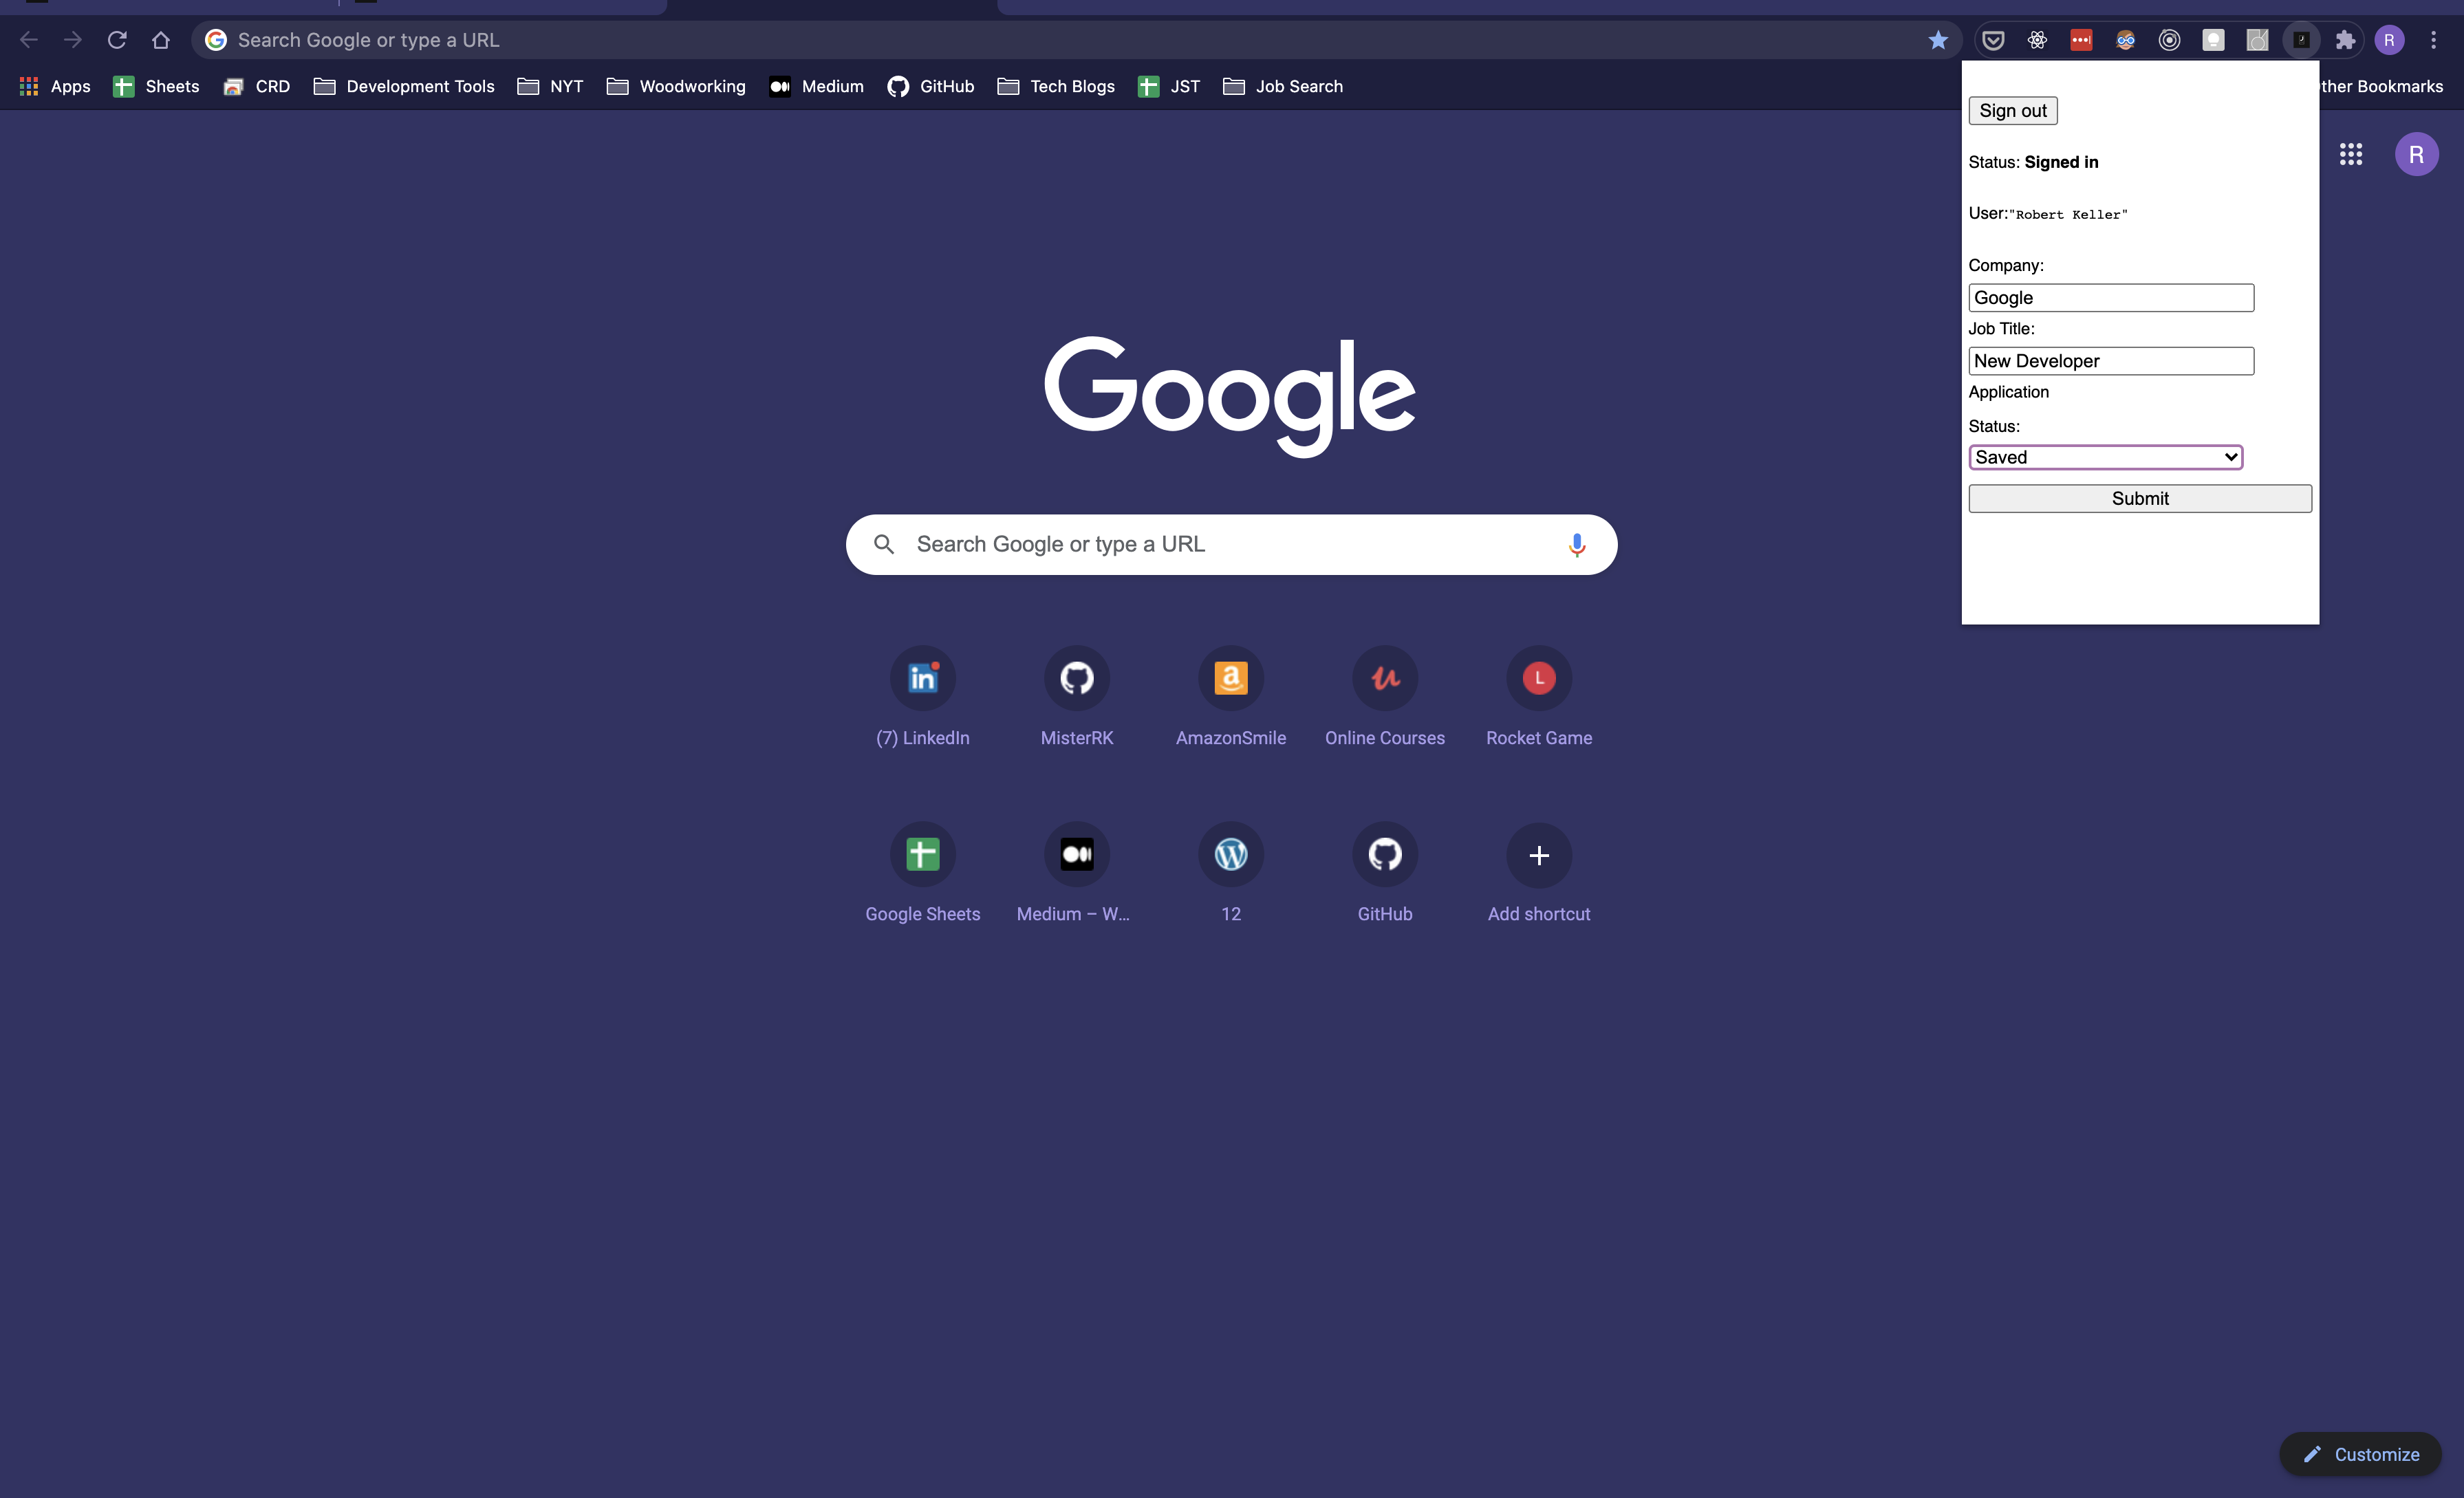 Search Google or type a URL
R
Apps
Sheets
CRD
Development Tools
NYT
Woodworking
Medium
GitHub
Tech Blogs
JST
Job Search
ther Bookmarks
Sign out
Status: Signed in
User:"Robert Keller"
Company:
Google
Job Title:
New Developer
Application
Status:
Saved
Submit
R
Google
Search Google or type a URL
in
(7) LinkedIn
MisterRK
a
AmazonSmile
u
Online Courses
L
Rocket Game
Google Sheets
Medium – W...
W
12
GitHub
Add shortcut
Customize